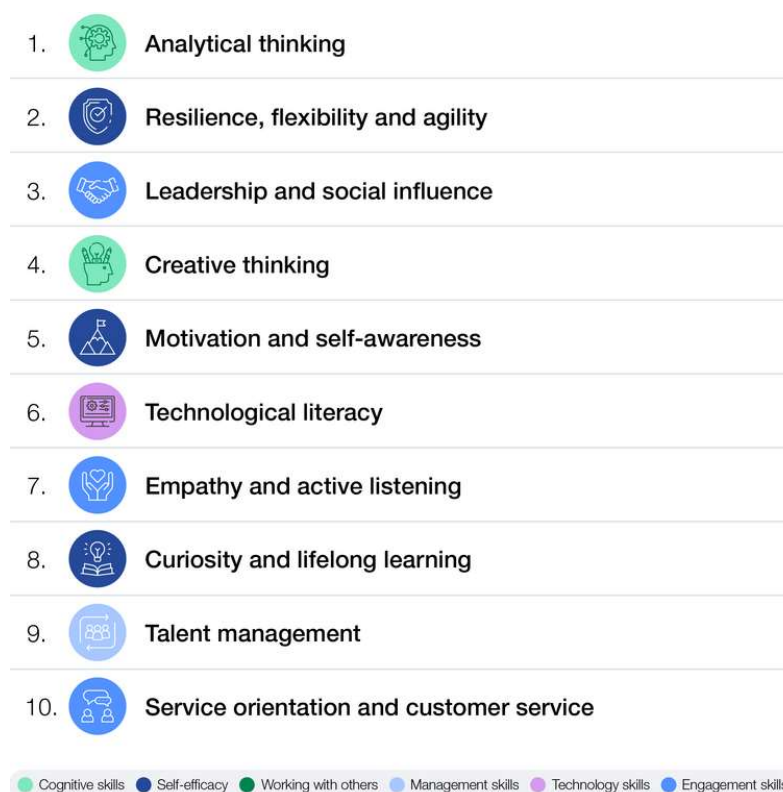 1. Analytical thinking
2. Resilience, flexibility and agility
3. Leadership and social influence
4. Creative thinking
5. Motivation and self-awareness
6. Technological literacy
7. Empathy and active listening
8. Curiosity and lifelong learning
9. Talent management
10. Service orientation and customer service
Cognitive skills Self-efficacy Working with others Management skills Technology skills Engagement skills